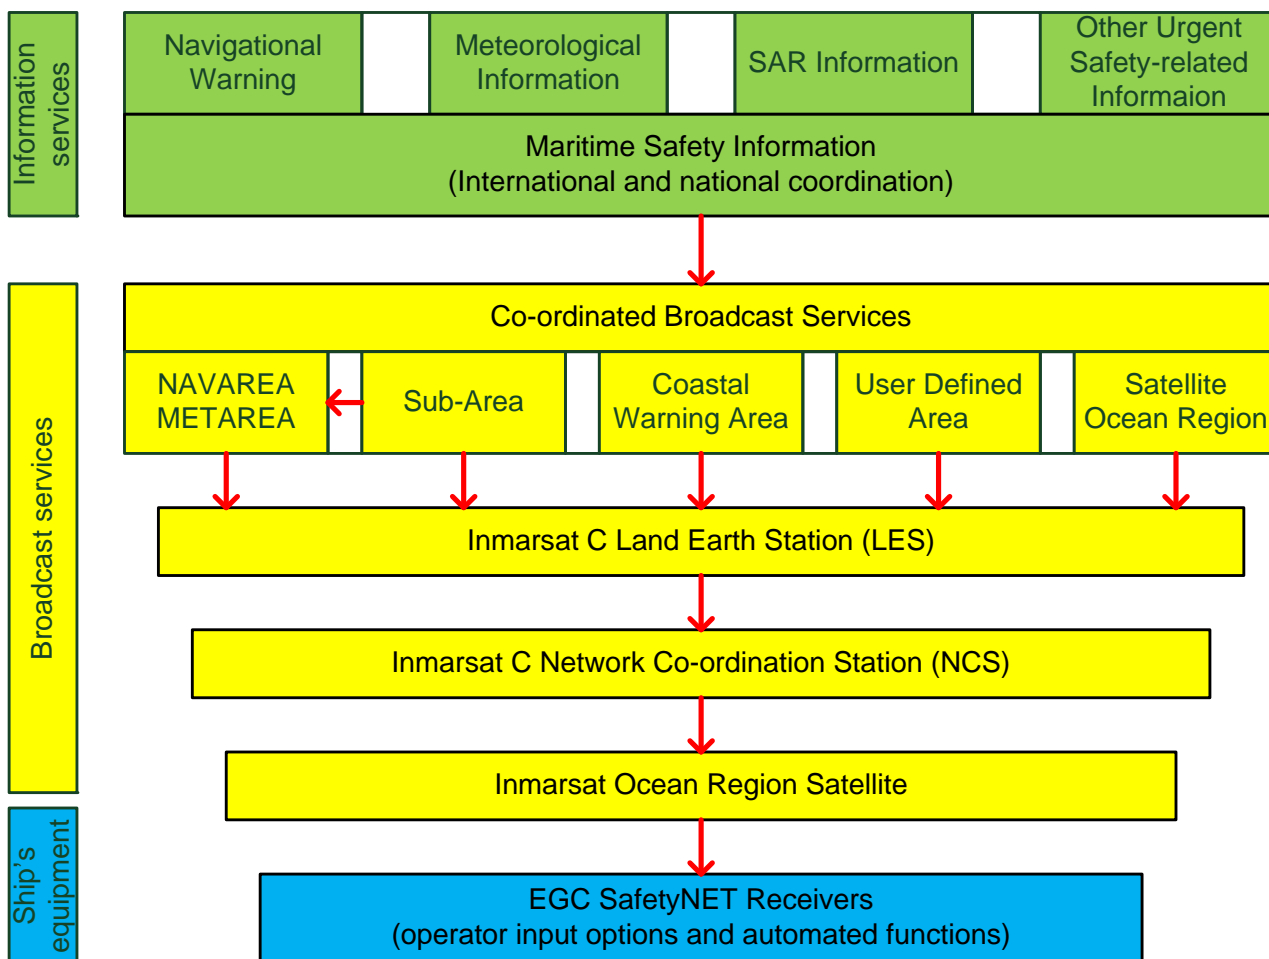 Information
services
Navigational
Warning
Meteorological
Information
SAR Information
Other Urgent
Safety-related
Informaion
Maritime Safety Information
(International and national coordination)
Broadcast services
Co-ordinated Broadcast Services
NAVAREA
METAREA
Sub-Area
Coastal
Warning Area
User Defined
Area
Satellite
Ocean Region
Inmarsat C Land Earth Station (LES)
Inmarsat C Network Co-ordination Station (NCS)
Inmarsat Ocean Region Satellite
Ship's
equipment
EGC SafetyNET Receivers
(operator input options and automated functions)